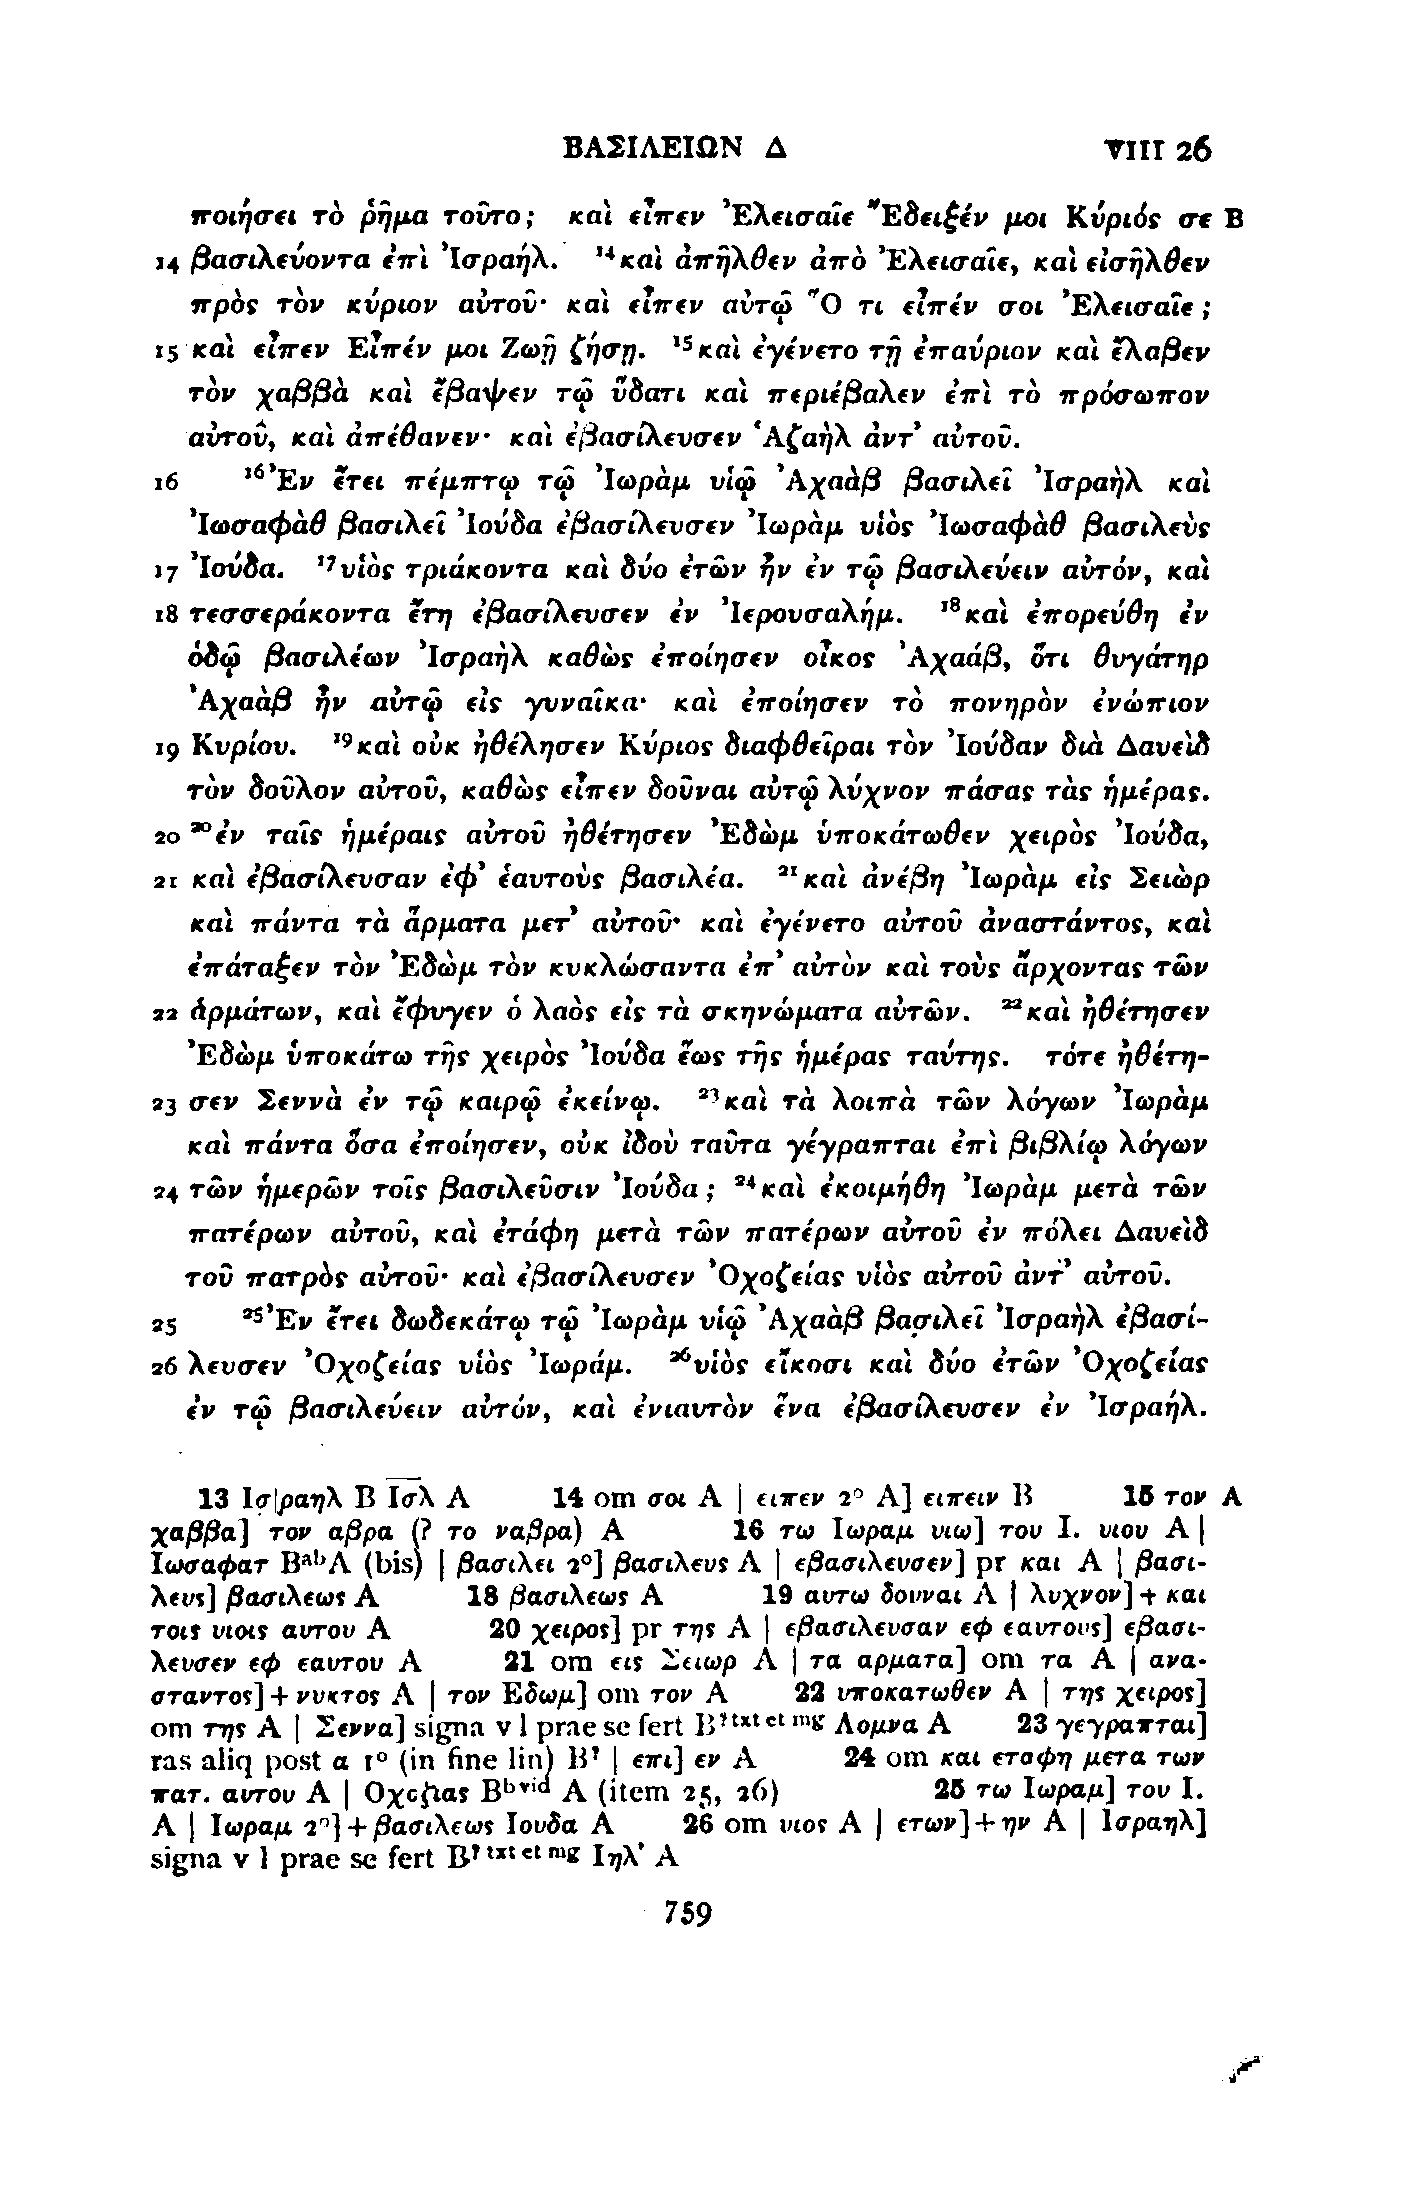 ΒΑΣΙΛΕΙΩΝ Δ VIII 26
ποιήσει τὸ ῥῆμα τοῦτο; καὶ εἶπεν Ἐλεισαῖε Ἔδειξέν μοι Κύριός σε B
14 βασιλεύοντα ἐπὶ Ἰσραήλ. ¹⁴καὶ ἀπῆλθεν ἀπὸ Ἐλεισαῖε, καὶ εἰσῆλθεν
πρὸς τὸν κύριον αὐτοῦ· καὶ εἶπεν αὐτῷ Ὅ τι εἶπέν σοι Ἐλεισαῖε;
15 καὶ εἶπεν Εἶπέν μοι Ζωῇ ζήσῃ. ¹⁵καὶ ἐγένετο τῇ ἐπαύριον καὶ ἔλαβεν
τὸν χαββὰ καὶ ἔβαψεν τῷ ὕδατι καὶ περιέβαλεν ἐπὶ τὸ πρόσωπον
αὐτοῦ, καὶ ἀπέθανεν· καὶ ἐβασίλευσεν Ἁζαὴλ ἀντ' αὐτοῦ.
16 ¹⁶Ἐν ἔτει πέμπτῳ τῷ Ἰωρὰμ υἱῷ Ἀχαὰβ βασιλεῖ Ἰσραὴλ καὶ
Ἰωσαφὰθ βασιλεῖ Ἰούδα ἐβασίλευσεν Ἰωρὰμ υἱὸς Ἰωσαφὰθ βασιλεὺς
17 Ἰούδα. ¹⁷υἱὸς τριάκοντα καὶ δύο ἐτῶν ἦν ἐν τῷ βασιλεύειν αὐτόν, καὶ
18 τεσσεράκοντα ἔτη ἐβασίλευσεν ἐν Ἰερουσαλήμ. ¹⁸καὶ ἐπορεύθη ἐν
ὁδῷ βασιλέων Ἰσραὴλ καθὼς ἐποίησεν οἶκος Ἀχαάβ, ὅτι θυγάτηρ
Ἀχαὰβ ἦν αὐτῷ εἰς γυναῖκα· καὶ ἐποίησεν τὸ πονηρὸν ἐνώπιον
19 Κυρίου. ¹⁹καὶ οὐκ ἠθέλησεν Κύριος διαφθεῖραι τὸν Ἰούδαν διὰ Δαυεὶδ
τὸν δοῦλον αὐτοῦ, καθὼς εἶπεν δοῦναι αὐτῷ λύχνον πάσας τὰς ἡμέρας.
20 ²⁰ἐν ταῖς ἡμέραις αὐτοῦ ἠθέτησεν Ἐδὼμ ὑποκάτωθεν χειρὸς Ἰούδα,
21 καὶ ἐβασίλευσαν ἐφ' ἑαυτοὺς βασιλέα. ²¹καὶ ἀνέβη Ἰωρὰμ εἰς Σειὼρ
καὶ πάντα τὰ ἅρματα μετ' αὐτοῦ· καὶ ἐγένετο αὐτοῦ ἀναστάντος, καὶ
ἐπάταξεν τὸν Ἐδὼμ τὸν κυκλώσαντα ἐπ' αὐτὸν καὶ τοὺς ἄρχοντας τῶν
22 ἁρμάτων, καὶ ἔφυγεν ὁ λαὸς εἰς τὰ σκηνώματα αὐτῶν. ²²καὶ ἠθέτησεν
Ἐδὼμ ὑποκάτω τῆς χειρὸς Ἰούδα ἕως τῆς ἡμέρας ταύτης. τότε ἠθέτη-
23 σεν Σεννὰ ἐν τῷ καιρῷ ἐκείνῳ. ²³καὶ τὰ λοιπὰ τῶν λόγων Ἰωρὰμ
καὶ πάντα ὅσα ἐποίησεν, οὐκ ἰδοὺ ταῦτα γέγραπται ἐπὶ βιβλίῳ λόγων
24 τῶν ἡμερῶν τοῖς βασιλεῦσιν Ἰούδα; ²⁴καὶ ἐκοιμήθη Ἰωρὰμ μετὰ τῶν
πατέρων αὐτοῦ, καὶ ἐτάφη μετὰ τῶν πατέρων αὐτοῦ ἐν πόλει Δαυεὶδ
τοῦ πατρὸς αὐτοῦ· καὶ ἐβασίλευσεν Ὀχοζείας υἱὸς αὐτοῦ ἀντ' αὐτοῦ.
25 ²⁵Ἐν ἔτει δωδεκάτῳ τῷ Ἰωρὰμ υἱῷ Ἀχαὰβ βασιλεῖ Ἰσραὴλ ἐβασί-
26 λευσεν Ὀχοζείας υἱὸς Ἰωράμ. ²⁶υἱὸς εἴκοσι καὶ δύο ἐτῶν Ὀχοζείας
ἐν τῷ βασιλεύειν αὐτόν, καὶ ἐνιαυτὸν ἕνα ἐβασίλευσεν ἐν Ἰσραήλ.
13 Ισ|ραηλ B Ισ̅λ̅ A 14 om σοι A | ειπεν 2° A] ειπειν B 15 τον A
χαββα] τον αβρα (? το ναβρα) A 16 τω Ιωραμ υιω] του Ι. υιου A |
Ιωσαφατ BᵃᵇA (bis) | βασιλει 2°] βασιλευς A | εβασιλευσεν] pr και A | βασι-
λευς] βασιλεως A 18 βασιλεως A 19 αυτω δουναι A | λυχνον] + και
τοις υιοις αυτου A 20 χειρος] pr της A | εβασιλευσαν εφ εαυτους] εβασι-
λευσεν εφ εαυτου A 21 om εις Σειωρ A | τα αρματα] om τα A | ανα-
σταντος] + νυκτος A | τον Εδωμ] om τον A 22 υποκατωθεν A | της χειρος]
om της A | Σεννα] signa v l prae se fert B? ᵗˣᵗ ᵉᵗ ᵐᵍ Λομνα A 23 γεγραπται]
ras aliq post α 1° (in fine lin) B? | επι] εν A 24 om και εταφη μετα των
πατ. αυτου A | Οχοζιας Bᵇᵛⁱᵈ A (item 25, 26) 25 τω Ιωραμ] του Ι.
A | Ιωραμ 2°] + βασιλεως Ιουδα A 26 om υιος A | ετων] + ην A | Ισραηλ]
signa v l prae se fert B? ᵗˣᵗ ᵉᵗ ᵐᵍ Ιηλ' A
759